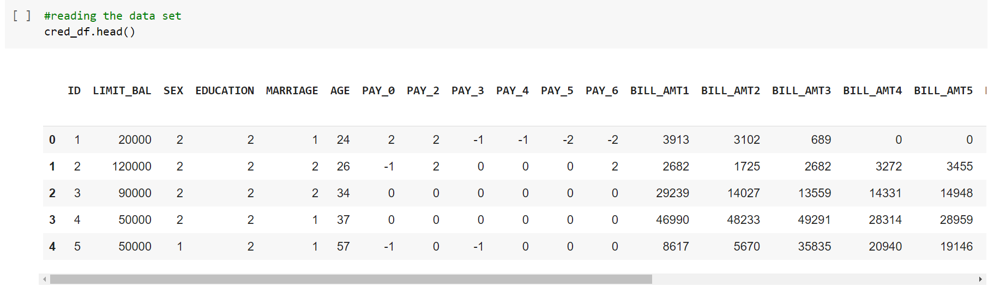 [ ] #reading the data set
cred_df.head()
ID LIMIT_BAL SEX EDUCATION MARRIAGE AGE PAY_0 PAY_2 PAY_3 PAY_4 PAY_5 PAY_6 BILL_AMT1 BILL_AMT2 BILL_AMT3 BILL_AMT4 BILL_AMT5
0 1 20000 2 2 1 24 2 2 -1 -1 -2 -2 3913 3102 689 0 0
1 2 120000 2 2 2 26 -1 2 0 0 0 2 2682 1725 2682 3272 3455
2 3 90000 2 2 2 34 0 0 0 0 0 0 29239 14027 13559 14331 14948
3 4 50000 2 2 1 37 0 0 0 0 0 0 46990 48233 49291 28314 28959
4 5 50000 1 2 1 57 -1 0 -1 0 0 0 8617 5670 35835 20940 19146